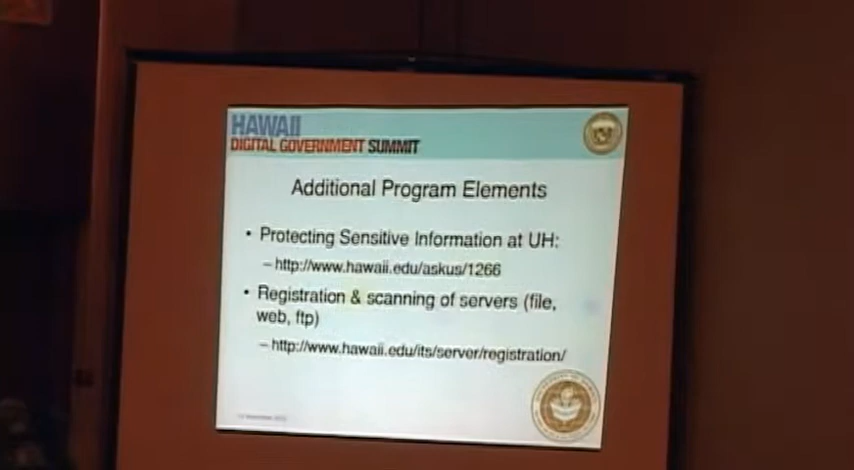 HAWAII
DIGITAL GOVERNMENT SUMMIT
Additional Program Elements
• Protecting Sensitive Information at UH:
– http://www.hawaii.edu/askus/1266
• Registration & scanning of servers (file,
web, ftp)
– http://www.hawaii.edu/its/server/registration/